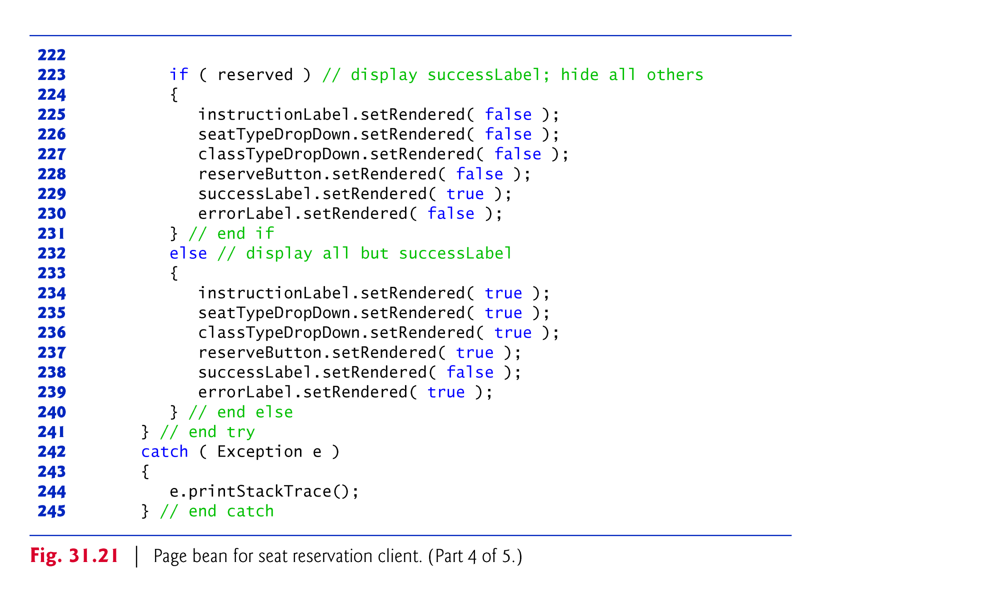 222
223           if ( reserved ) // display successLabel; hide all others
224           {
225              instructionLabel.setRendered( false );
226              seatTypeDropDown.setRendered( false );
227              classTypeDropDown.setRendered( false );
228              reserveButton.setRendered( false );
229              successLabel.setRendered( true );
230              errorLabel.setRendered( false );
231           } // end if
232           else // display all but successLabel
233           {
234              instructionLabel.setRendered( true );
235              seatTypeDropDown.setRendered( true );
236              classTypeDropDown.setRendered( true );
237              reserveButton.setRendered( true );
238              successLabel.setRendered( false );
239              errorLabel.setRendered( true );
240           } // end else
241        } // end try
242        catch ( Exception e )
243        {
244           e.printStackTrace();
245        } // end catch
Fig. 31.21 | Page bean for seat reservation client. (Part 4 of 5.)